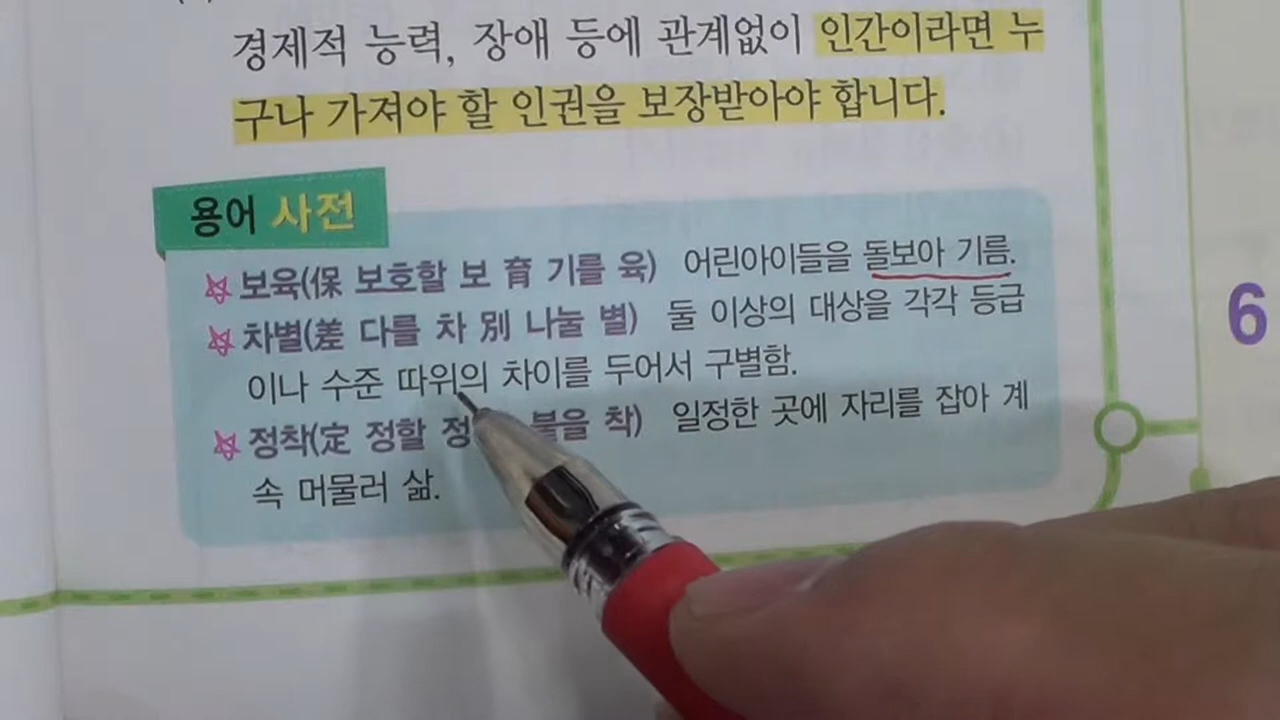 경제적 능력, 장애 등에 관계없이 인간이라면 누
구나 가져야 할 인권을 보장받아야 합니다.
용어 사전
보육(保 보호할 보 育 기를 육) 어린아이들을 돌보아 기름.
차별(差 다를 차 別 나눌 별) 둘 이상의 대상을 각각 등급
이나 수준 따위의 차이를 두어서 구별함.
정착(定 정할 정 붙을 착) 일정한 곳에 자리를 잡아 계
속 머물러 삶.
6